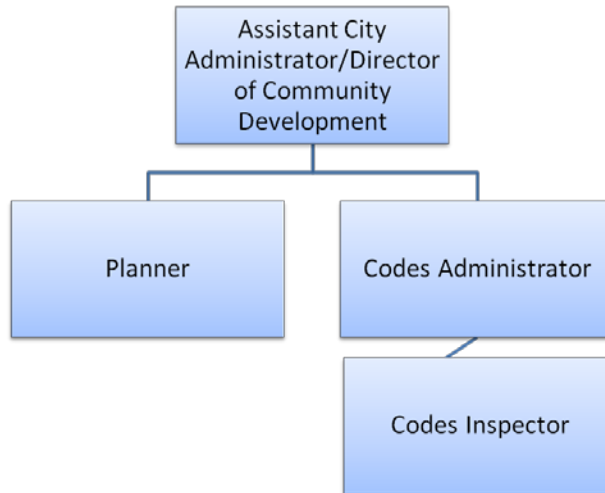 Assistant City
Administrator/Director
of Community
Development
Planner
Codes Administrator
Codes Inspector